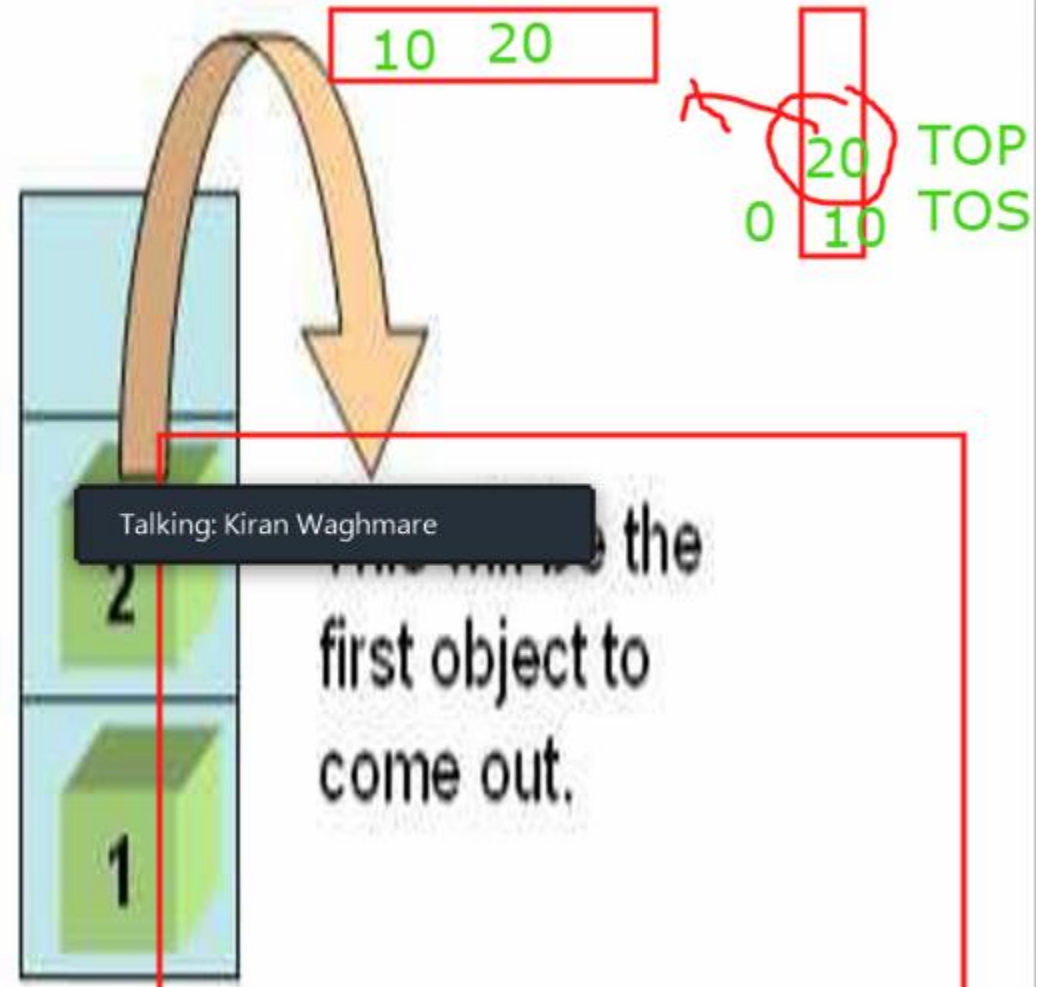 10 20
20 TOP
0 10 TOS
Talking: Kiran Waghmare
the
2
first object to
come out.
1